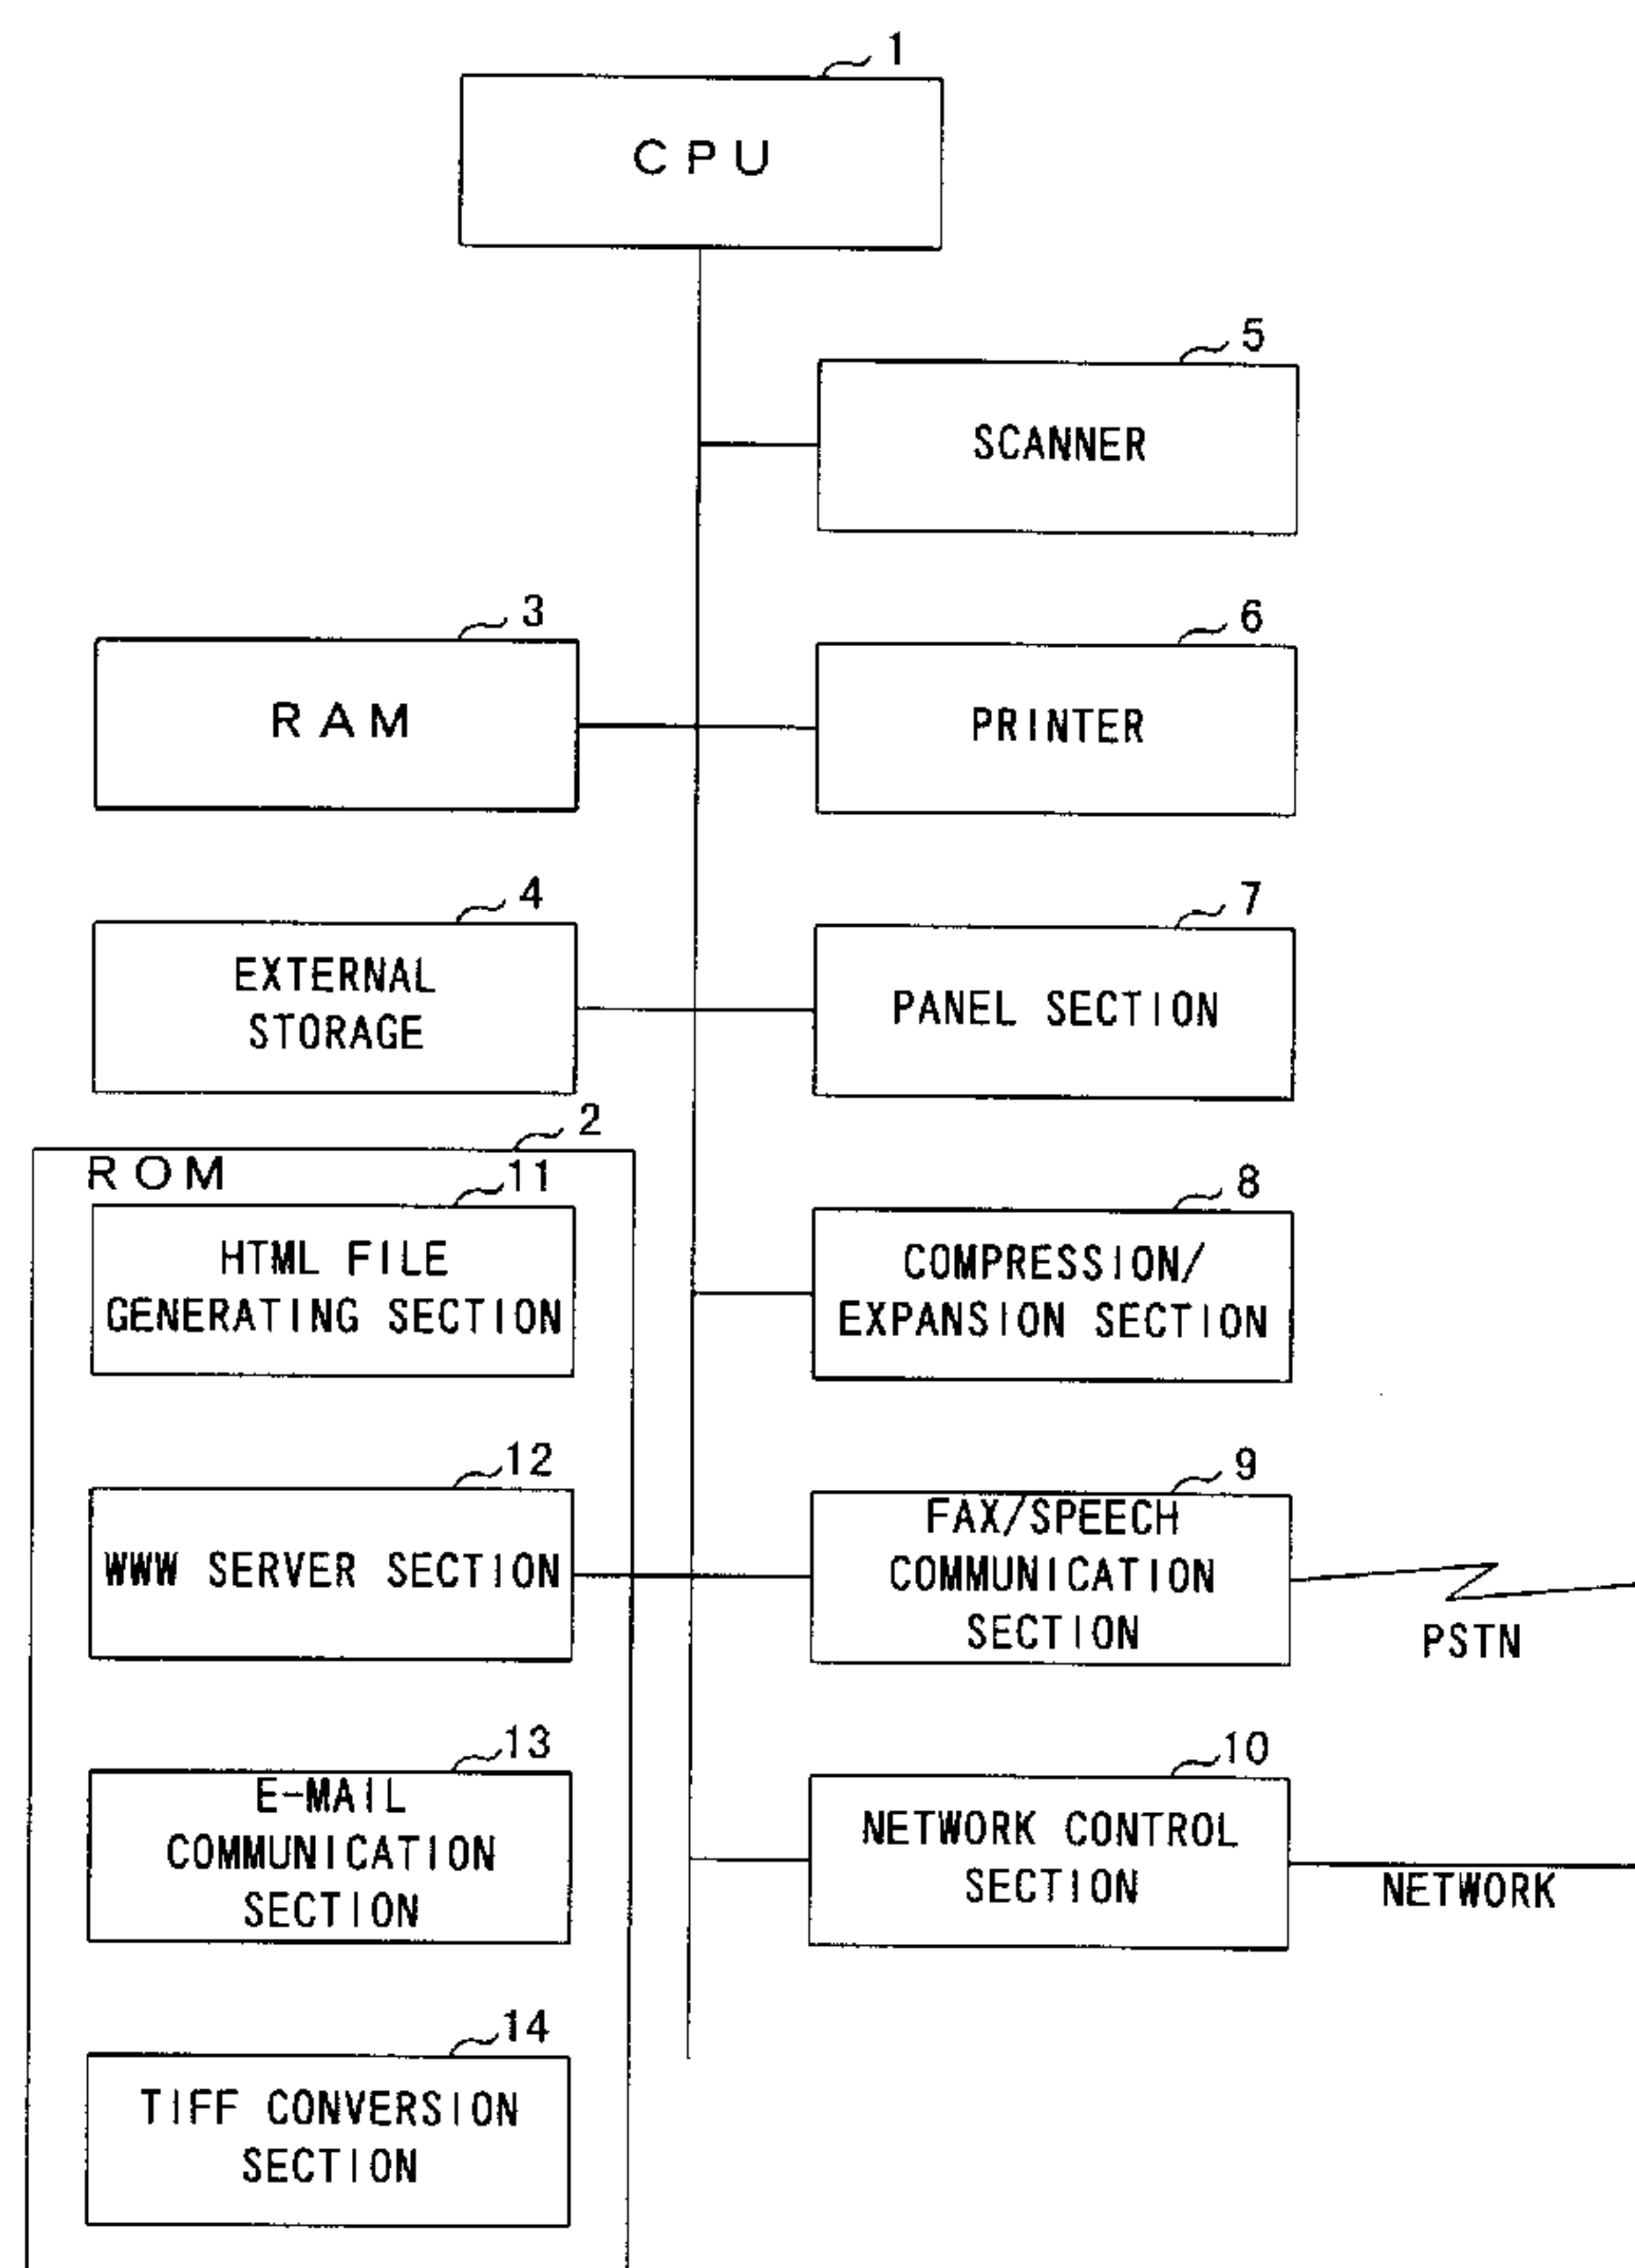 1
CPU
5
SCANNER
3
RAM
6
PRINTER
4
EXTERNAL
STORAGE
7
PANEL SECTION
2
ROM
11
HTML FILE
GENERATING SECTION
8
COMPRESSION/
EXPANSION SECTION
12
WWW SERVER SECTION
9
FAX/SPEECH
COMMUNICATION
SECTION
PSTN
13
E-MAIL
COMMUNICATION
SECTION
10
NETWORK CONTROL
SECTION
NETWORK
14
TIFF CONVERSION
SECTION